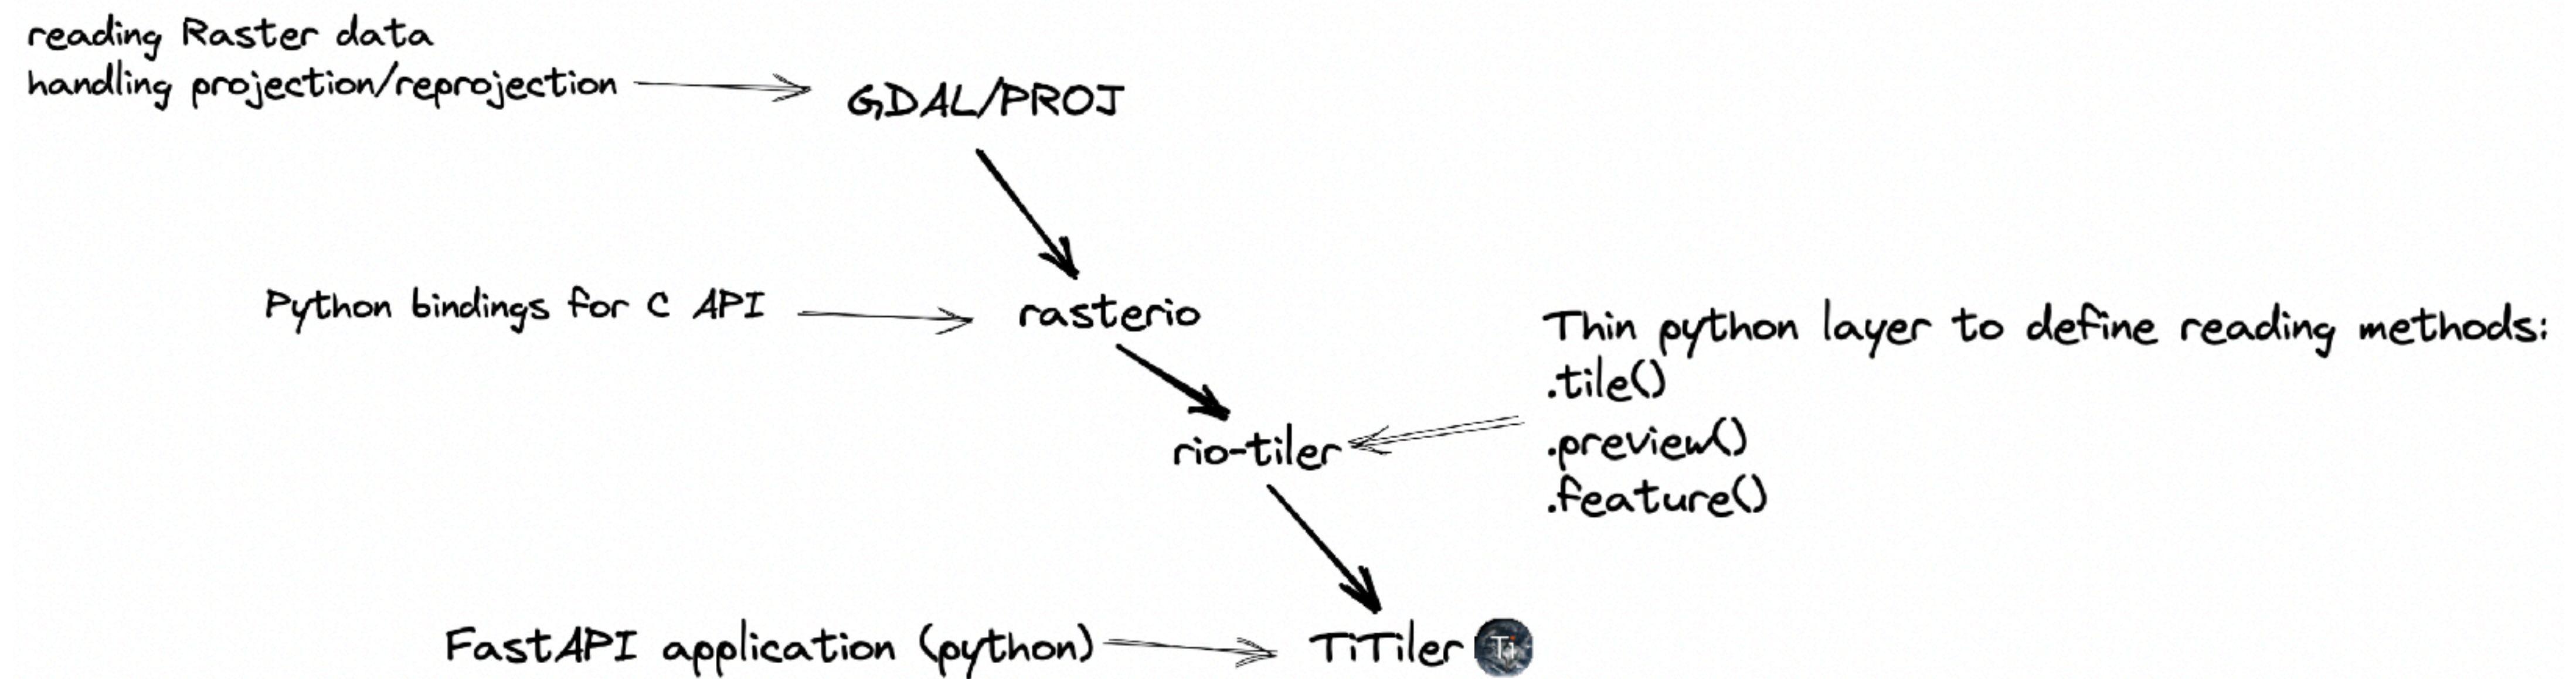 reading Raster data
handling projection/reprojection
GDAL/PROJ
Python bindings for C API
rasterio
Thin python layer to define reading methods:
.tile()
.preview()
.feature()
rio-tiler
FastAPI application (python)
TiTiler
Ti